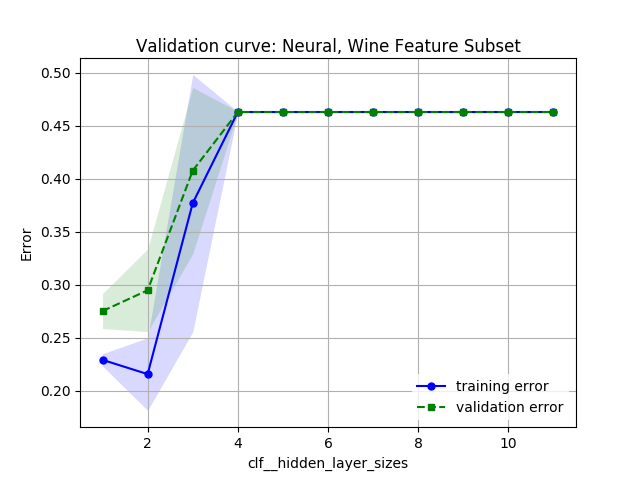 Validation curve: Neural, Wine Feature Subset
0.50
0.45
0.40
0.35
0.30
0.25
0.20
Error
training error
validation error
2 4 6 8 10
clf__hidden_layer_sizes